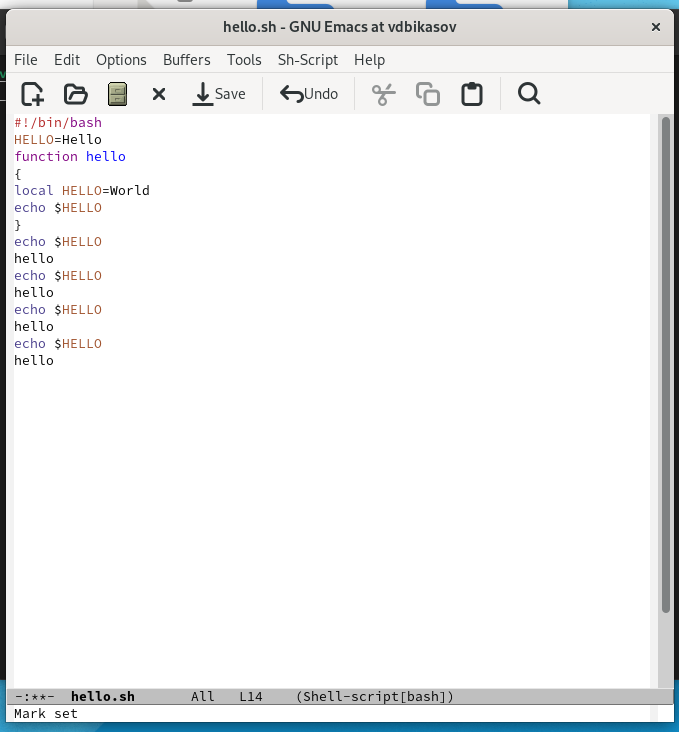 hello.sh - GNU Emacs at vdbikasov
File Edit Options Buffers Tools Sh-Script Help
Save Undo
#!/bin/bash
HELLO=Hello
function hello
{
local HELLO=World
echo $HELLO
}
echo $HELLO
hello
echo $HELLO
hello
echo $HELLO
hello
echo $HELLO
hello
-:**- hello.sh All L14 (Shell-script[bash])
Mark set